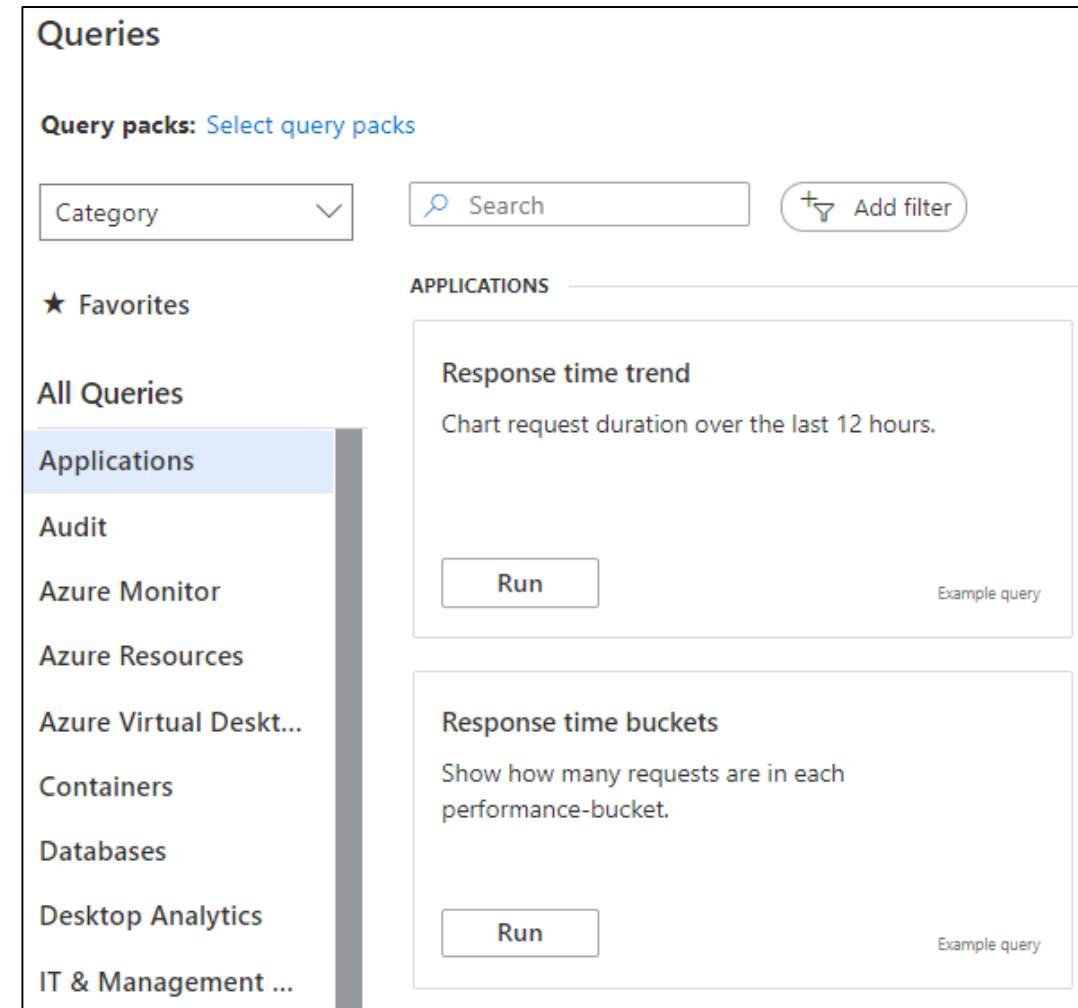 Queries
Query packs: Select query packs
Category
Search
Add filter
★ Favorites
All Queries
Applications
Audit
Azure Monitor
Azure Resources
Azure Virtual Deskt...
Containers
Databases
Desktop Analytics
IT & Management ...
APPLICATIONS
Response time trend
Chart request duration over the last 12 hours.
Run
Example query
Response time buckets
Show how many requests are in each
performance-bucket.
Run
Example query